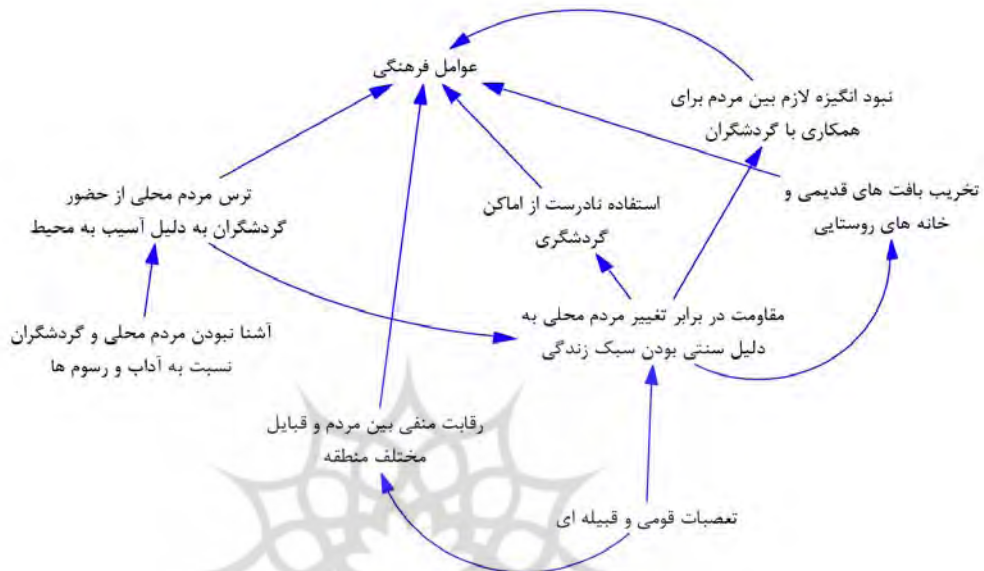 عوامل فرهنگی
نبود انگیزه لازم بین مردم برای
همکاری با گردشگران
ترس مردم محلی از حضور
گردشگران به دلیل آسیب به محیط
استفاده نادرست از اماکن
گردشگری
تخریب بافت های قدیمی و
خانه های روستایی
آشنا نبودن مردم محلی و گردشگران
نسبت به آداب و رسوم ها
مقاومت در برابر تغییر مردم محلی به
دلیل سنتی بودن سبک زندگی
رقابت منفی بین مردم و قبایل
مختلف منطقه
تعصبات قومی و قبیله ای